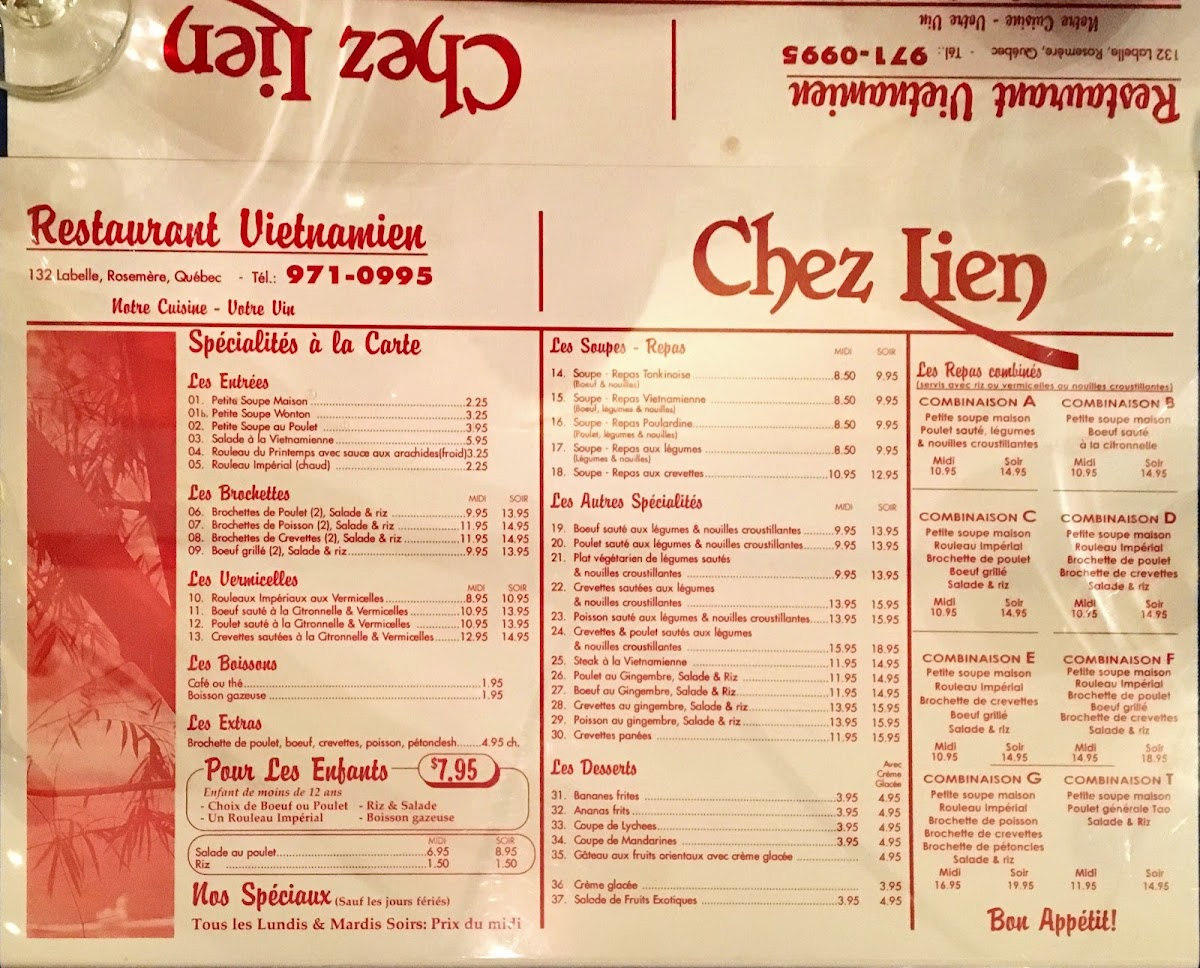 Chez Lien
Notre Cuisine - Votre Vin
132 Labelle, Rosemère, Québec - Tél.: 971-0995
Restaurant Vietnamien
Restaurant Vietnamien
132 Labelle, Rosemère, Québec - Tél.: 971-0995
Notre Cuisine - Votre Vin
Chez Lien
Spécialités à la Carte
Les Entrées
01. Petite Soupe Maison 2.25
01b. Petite Soupe Wonton 3.25
02. Petite Soupe au Poulet 3.95
03. Salade à la Vietnamienne 5.95
04. Rouleau du Printemps avec sauce aux arachides(froid)3.25
05. Rouleau Impérial (chaud) 2.25
Les Brochettes MIDI SOIR
06. Brochettes de Poulet (2), Salade & riz 9.95 13.95
07. Brochettes de Poisson (2), Salade & riz 11.95 14.95
08. Brochettes de Crevettes (2), Salade & riz 11.95 14.95
09. Boeuf grillé (2), Salade & riz 9.95 13.95
Les Vermicelles MIDI SOIR
10. Rouleaux Impériaux aux Vermicelles 8.95 10.95
11. Boeuf sauté à la Citronnelle & Vermicelles 10.95 13.95
12. Poulet sauté à la Citronnelle & Vermicelles 10.95 13.95
13. Crevettes sautées à la Citronnelle & Vermicelles 12.95 14.95
Les Boissons
Café ou thé 1.95
Boisson gazeuse 1.95
Les Extras
Brochette de poulet, boeuf, crevettes, poisson, pétonclesh 4.95 ch.
Pour Les Enfants $7.95
Enfant de moins de 12 ans
- Choix de Boeuf ou Poulet - Riz & Salade
- Un Rouleau Impérial - Boisson gazeuse
MIDI SOIR
Salade au poulet 6.95 8.95
Riz 1.50 1.50
Nos Spéciaux (Sauf les jours fériés)
Tous les Lundis & Mardis Soirs: Prix du midi
Les Soupes - Repas MIDI SOIR
14. Soupe - Repas Tonkinoise 8.50 9.95
(Boeuf & nouilles)
15. Soupe - Repas Vietnamienne 8.50 9.95
(Boeuf, légumes & nouilles)
16. Soupe - Repas Poulardine 8.50 9.95
(Poulet, légumes & nouilles)
17. Soupe - Repas aux légumes 8.50 9.95
(Légumes & nouilles)
18. Soupe - Repas aux crevettes 10.95 12.95
Les Autres Spécialités MIDI SOIR
19. Boeuf sauté aux légumes & nouilles croustillantes 9.95 13.95
20. Poulet sauté aux légumes & nouilles croustillantes 9.95 13.95
21. Plat végétarien de légumes sautés
& nouilles croustillantes 9.95 13.95
22. Crevettes sautées aux légumes
& nouilles croustillantes 13.95 15.95
23. Poisson sauté aux légumes & nouilles croustillantes 13.95 15.95
24. Crevettes & poulet sautés aux légumes
& nouilles croustillantes 15.95 18.95
25. Steak à la Vietnamienne 11.95 14.95
26. Poulet au Gingembre, Salade & Riz 11.95 14.95
27. Boeuf au Gingembre, Salade & Riz 11.95 14.95
28. Crevettes au gingembre, Salade & riz 13.95 15.95
29. Poisson au gingembre, Salade & riz 13.95 15.95
30. Crevettes panées 11.95 15.95
Les Desserts Avec Crème Glacée
31. Bananes frites 3.95 4.95
32. Ananas frits 3.95 4.95
33. Coupe de Lychees 3.95 4.95
34. Coupe de Mandarines 3.95 4.95
35. Gâteau aux fruits orientaux avec crème glacée 4.95
36 Crème glacée 3.95
37. Salade de Fruits Exotiques 3.95 4.95
Les Repas combinés
(servis avec riz ou vermicelles ou nouilles croustillantes)
COMBINAISON A
Petite soupe maison
Poulet sauté, légumes
& nouilles croustillantes
Midi Soir
10.95 14.95
COMBINAISON B
Petite soupe maison
Boeuf sauté
à la citronnelle
Midi Soir
10.95 14.95
COMBINAISON C
Petite soupe maison
Rouleau Impérial
Brochette de poulet
Boeuf grillé
Salade & riz
Midi Soir
10.95 14.95
COMBINAISON D
Petite soupe maison
Rouleau Impérial
Brochette de poulet
Brochette de crevettes
Salade & riz
Midi Soir
10.95 14.95
COMBINAISON E
Petite soupe maison
Rouleau Impérial
Brochette de crevettes
Boeuf grillé
Salade & riz
Midi Soir
10.95 14.95
COMBINAISON F
Petite soupe maison
Rouleau Impérial
Brochette de poulet
Boeuf grillé
Brochette de crevettes
Salade & riz
Midi Soir
14.95 18.95
COMBINAISON G
Petite soupe maison
Rouleau Impérial
Brochette de poisson
Brochette de crevettes
Brochette de pétoncles
Salade & riz
Midi Soir
16.95 19.95
COMBINAISON T
Petite soupe maison
Poulet générale Tao
Salade & Riz
Midi Soir
11.95 14.95
Bon Appétit!